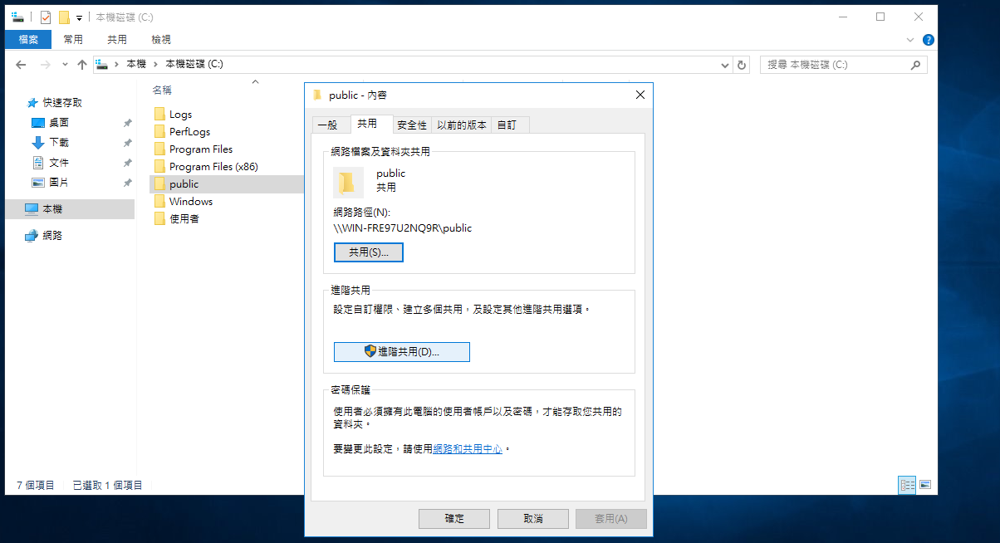 本機磁碟 (C:)
檔案 常用 共用 檢視
本機 本機磁碟 (C:)
搜尋 本機磁碟 (C:)
快速存取
桌面
下載
文件
圖片
本機
網路
名稱
Logs
PerfLogs
Program Files
Program Files (x86)
public
Windows
使用者
7 個項目 已選取 1 個項目
public - 內容
一般 共用 安全性 以前的版本 自訂
網路檔案及資料夾共用
public
共用
網路路徑(N):
\\WIN-FRE97U2NQ9R\public
共用(S)...
進階共用
設定自訂權限、建立多個共用，及設定其他進階共用選項。
進階共用(D)...
密碼保護
使用者必須擁有此電腦的使用者帳戶以及密碼，才能存取您共用的
資料夾。
要變更此設定，請使用網路和共用中心。
確定 取消 套用(A)